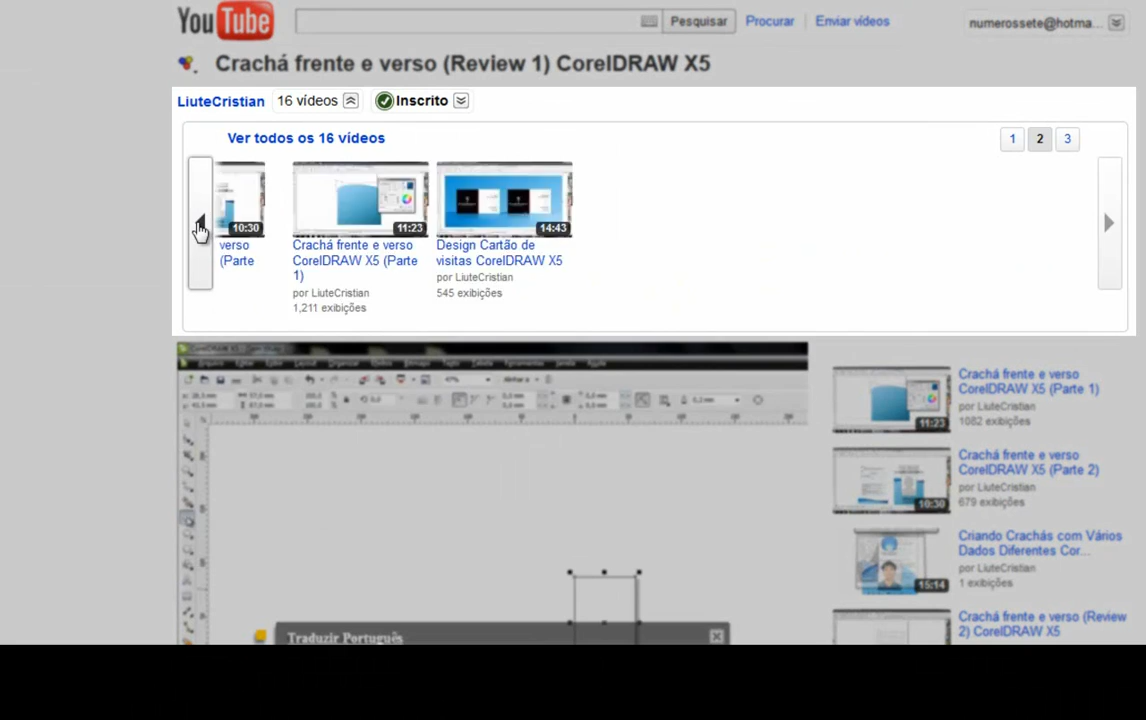 YouTube
Pesquisar
Procurar
Enviar vídeos
numerossete@hotma...
Crachá frente e verso (Review 1) CorelDRAW X5
LiuteCristian
16 vídeos
Inscrito
Ver todos os 16 vídeos
1 2 3
10:30
11:23
14:43
verso
(Parte
Crachá frente e verso
CorelDRAW X5 (Parte
1)
por LiuteCristian
1,211 exibições
Design Cartão de
visitas CorelDRAW X5
por LiuteCristian
545 exibições
Crachá frente e verso
CorelDRAW X5 (Parte 1)
por LiuteCristian
1082 exibições
11:23
Crachá frente e verso
CorelDRAW X5 (Parte 2)
por LiuteCristian
679 exibições
10:30
Criando Crachás com Vários
Dados Diferentes Cor...
por LiuteCristian
1 exibições
15:14
Crachá frente e verso (Review
2) CorelDRAW X5
Traduzir Português